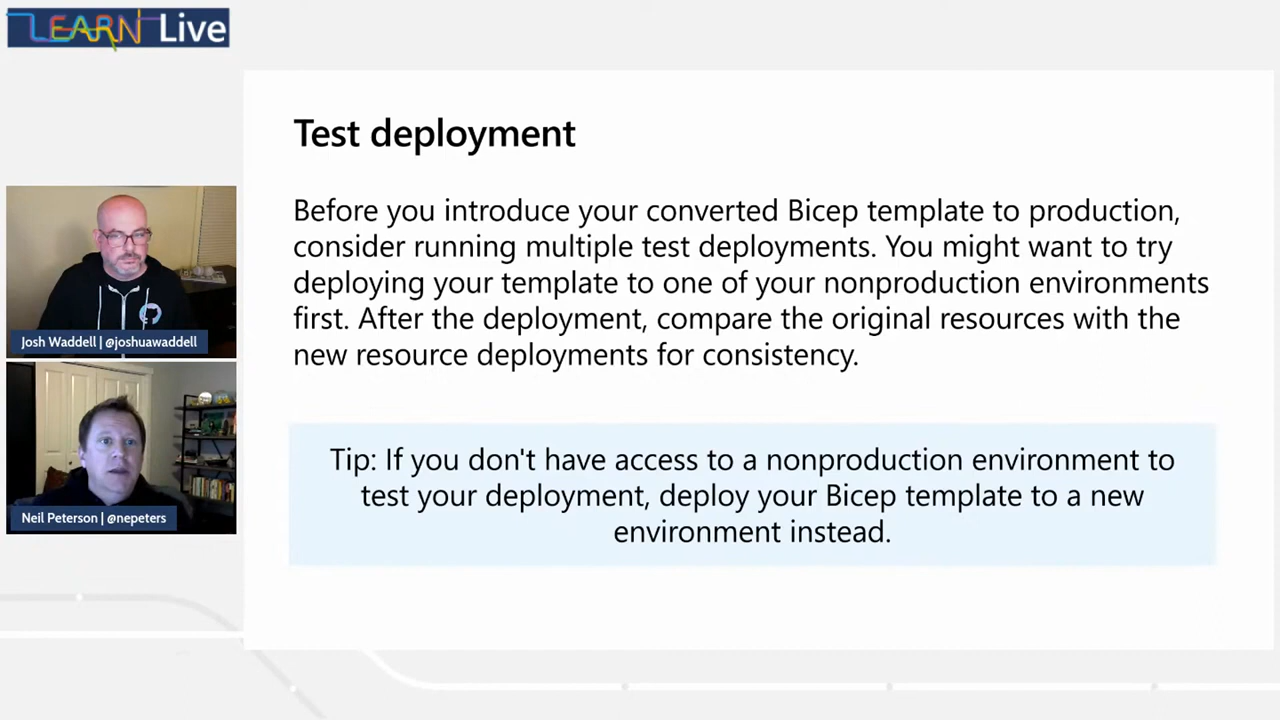 LEARN Live
Test deployment
Before you introduce your converted Bicep template to production,
consider running multiple test deployments. You might want to try
deploying your template to one of your nonproduction environments
first. After the deployment, compare the original resources with the
new resource deployments for consistency.
Tip: If you don't have access to a nonproduction environment to
test your deployment, deploy your Bicep template to a new
environment instead.
Josh Waddell | @joshuawaddell
Neil Peterson | @nepeters